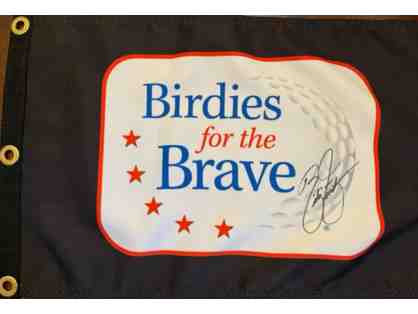 Birdies
for the
Brave